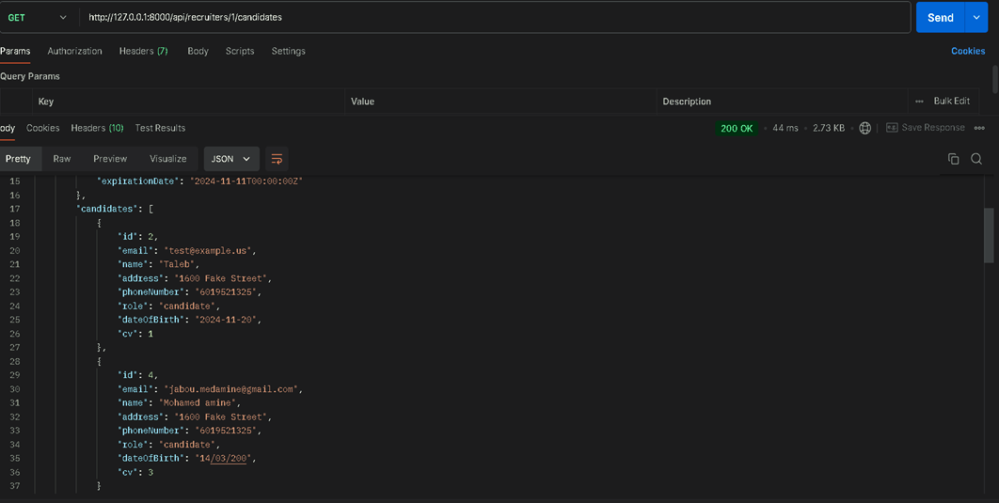 GET http://127.0.0.1:8000/api/recruiters/1/candidates Send
Params Authorization Headers (7) Body Scripts Settings Cookies
Query Params
Key Value Description ••• Bulk Edit
ody Cookies Headers (10) Test Results 200 OK • 44 ms • 2.73 KB • Save Response •••
Pretty Raw Preview Visualize JSON
15 "expirationDate": "2024-11-11T00:00:00Z"
16 },
17 "candidates": [
18 {
19 "id": 2,
20 "email": "test@example.us",
21 "name": "Taleb",
22 "address": "1600 Fake Street",
23 "phoneNumber": "6019521325",
24 "role": "candidate",
25 "dateOfBirth": "2024-11-20",
26 "cv": 1
27 },
28 {
29 "id": 4,
30 "email": "jabou.medamine@gmail.com",
31 "name": "Mohamed amine",
32 "address": "1600 Fake Street",
33 "phoneNumber": "6019521325",
34 "role": "candidate",
35 "dateOfBirth": "14/03/200",
36 "cv": 3
37 }